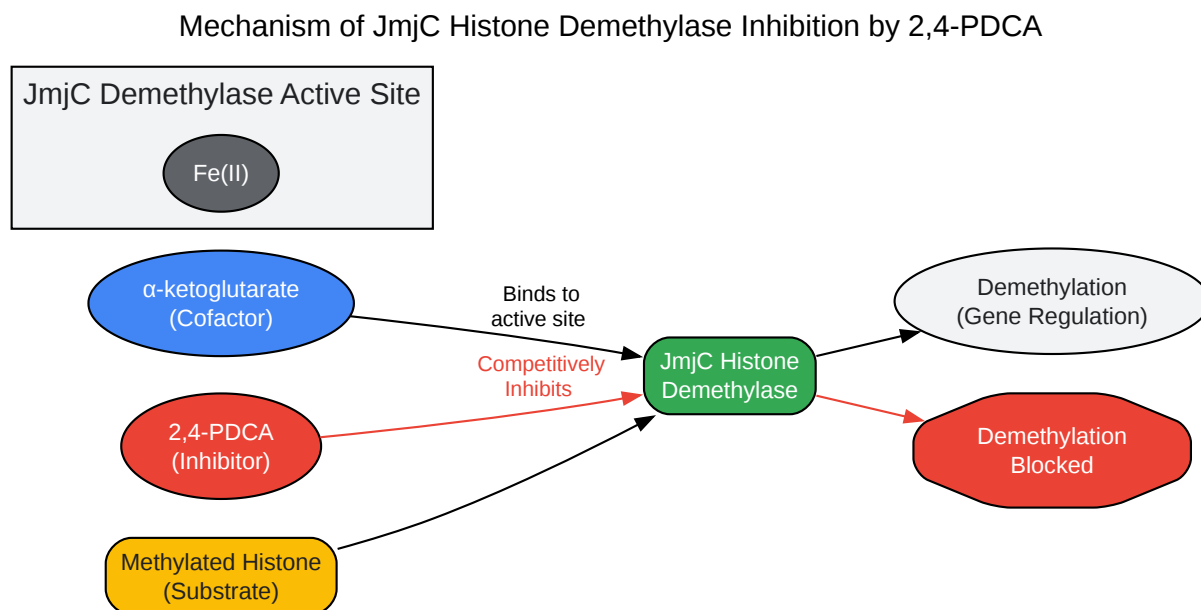 Mechanism of JmjC Histone Demethylase Inhibition by 2,4-PDCA
JmjC Demethylase Active Site
Fe(II)
α-ketoglutarate
(Cofactor)
Binds to
active site
Demethylation
(Gene Regulation)
Competitively
Inhibits
JmjC Histone
Demethylase
2,4-PDCA
(Inhibitor)
Demethylation
Blocked
Methylated Histone
(Substrate)